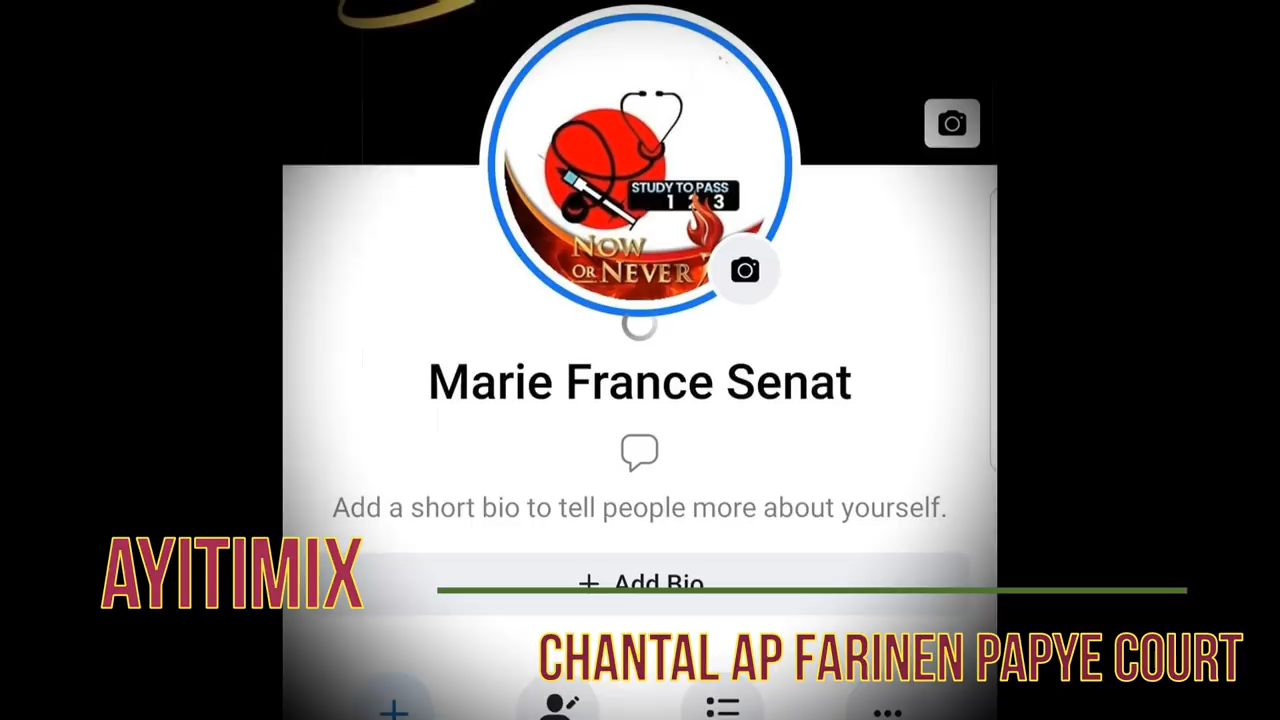 STUDY TO PASS
1 2 3
NOW
OR NEVER
Marie France Senat
Add a short bio to tell people more about yourself.
+ Add Bio
AYITIMIX
CHANTAL AP FARINEN PAPYE COURT